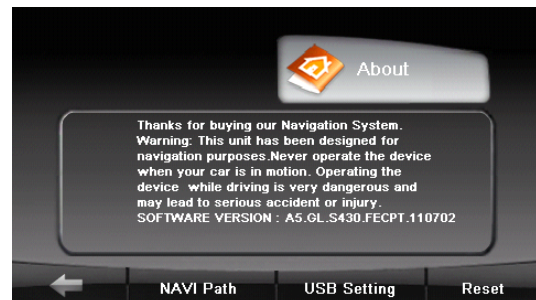 About
Thanks for buying our Navigation System.
Warning: This unit has been designed for
navigation purposes.Never operate the device
when your car is in motion. Operating the
device while driving is very dangerous and
may lead to serious accident or injury.
SOFTWARE VERSION : A5.GL.S430.FECPT.110702
NAVI Path USB Setting Reset